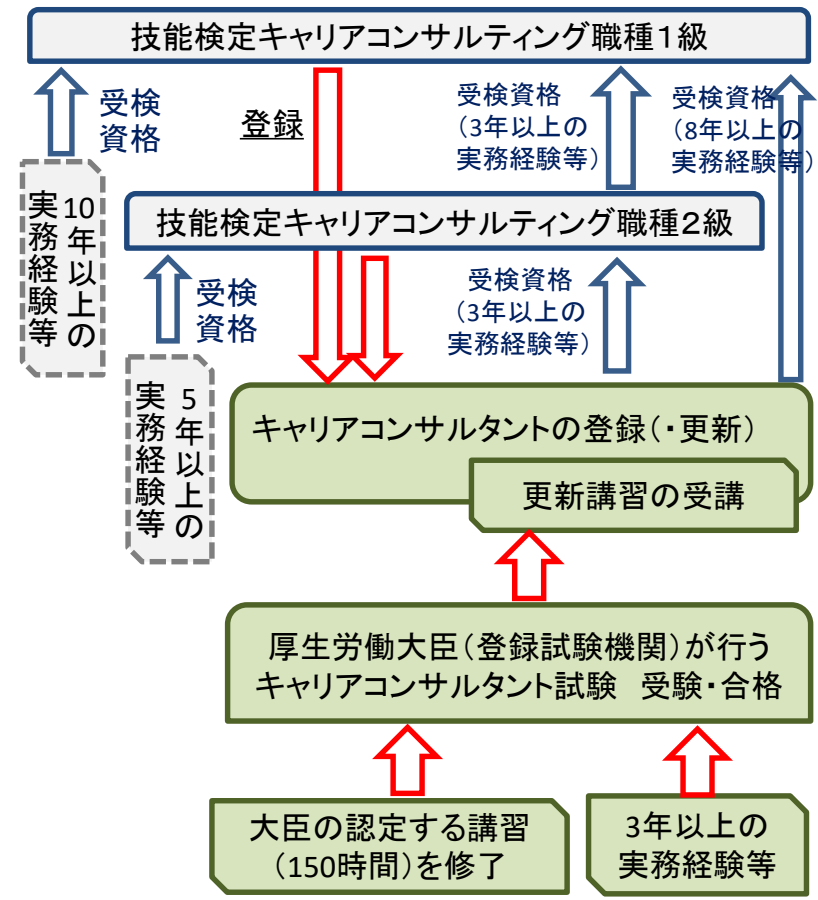 技能検定キャリアコンサルティング職種1級
受検
資格
登録
受検資格
（3年以上の
実務経験等）
受検資格
（8年以上の
実務経験等）
10年以上の
実務経験等
技能検定キャリアコンサルティング職種2級
受検
資格
受検資格
（3年以上の
実務経験等）
5年以上の
実務経験等
キャリアコンサルタントの登録（・更新）
更新講習の受講
厚生労働大臣（登録試験機関）が行う
キャリアコンサルタント試験　受験・合格
大臣の認定する講習
（150時間）を修了
3年以上の
実務経験等